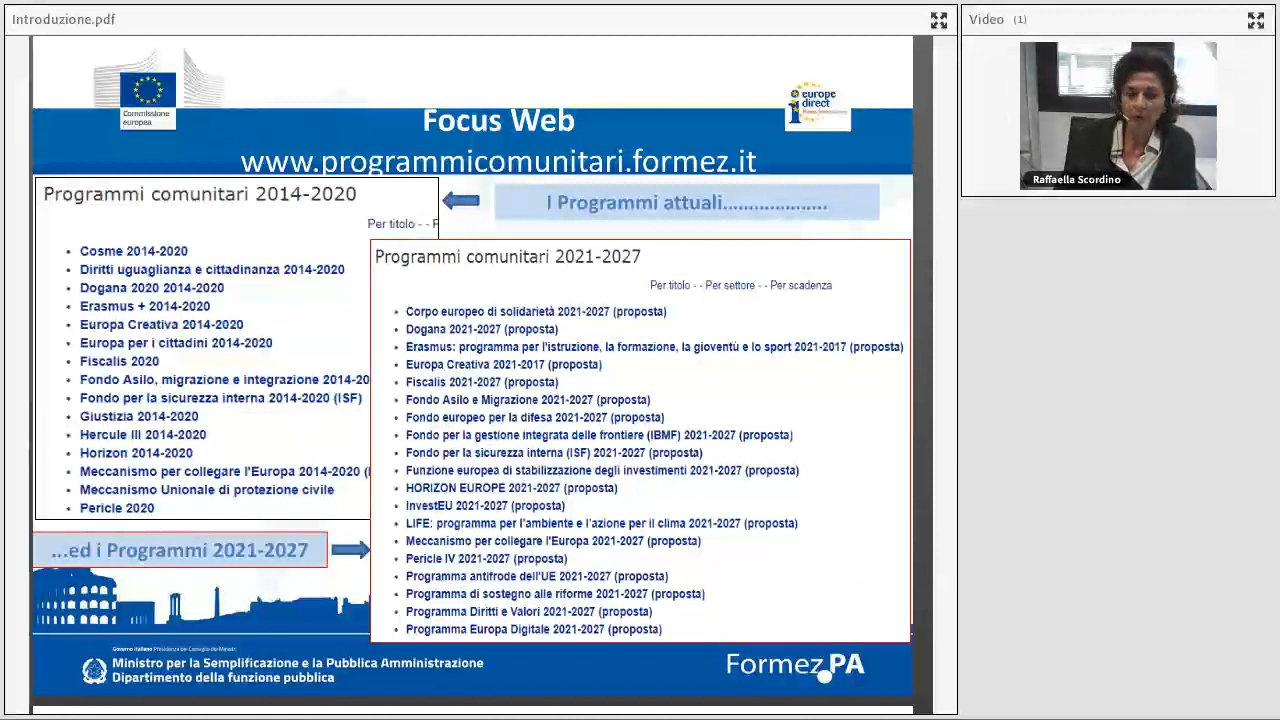 Introduzione.pdf
Video (1)
Commissione
europea
europe
direct
Focus Web
www.programmicomunitari.formez.it
Raffaella Scordino
Programmi comunitari 2014-2020
I Programmi attuali....................
Per titolo - - P
Cosme 2014-2020
Diritti uguaglianza e cittadinanza 2014-2020
Dogana 2020 2014-2020
Erasmus + 2014-2020
Europa Creativa 2014-2020
Europa per i cittadini 2014-2020
Fiscalis 2020
Fondo Asilo, migrazione e integrazione 2014-20
Fondo per la sicurezza interna 2014-2020 (ISF)
Giustizia 2014-2020
Hercule III 2014-2020
Horizon 2014-2020
Meccanismo per collegare l'Europa 2014-2020 (
Meccanismo Unionale di protezione civile
Pericle 2020
Programmi comunitari 2021-2027
Per titolo - - Per settore - - Per scadenza
Corpo europeo di solidarietà 2021-2027 (proposta)
Dogana 2021-2027 (proposta)
Erasmus: programma per l'istruzione, la formazione, la gioventù e lo sport 2021-2017 (proposta)
Europa Creativa 2021-2017 (proposta)
Fiscalis 2021-2027 (proposta)
Fondo Asilo e Migrazione 2021-2027 (proposta)
Fondo europeo per la difesa 2021-2027 (proposta)
Fondo per la gestione integrata delle frontiere (IBMF) 2021-2027 (proposta)
Fondo per la sicurezza interna (ISF) 2021-2027 (proposta)
Funzione europea di stabilizzazione degli investimenti 2021-2027 (proposta)
HORIZON EUROPE 2021-2027 (proposta)
InvestEU 2021-2027 (proposta)
LIFE: programma per l'ambiente e l'azione per il clima 2021-2027 (proposta)
Meccanismo per collegare l'Europa 2021-2027 (proposta)
Pericle IV 2021-2027 (proposta)
Programma antifrode dell'UE 2021-2027 (proposta)
Programma di sostegno alle riforme 2021-2027 (proposta)
Programma Diritti e Valori 2021-2027 (proposta)
Programma Europa Digitale 2021-2027 (proposta)
...ed i Programmi 2021-2027
Governo Italiano Presidenza del Consiglio dei Ministri
Ministro per la Semplificazione e la Pubblica Amministrazione
Dipartimento della funzione pubblica
Formez PA